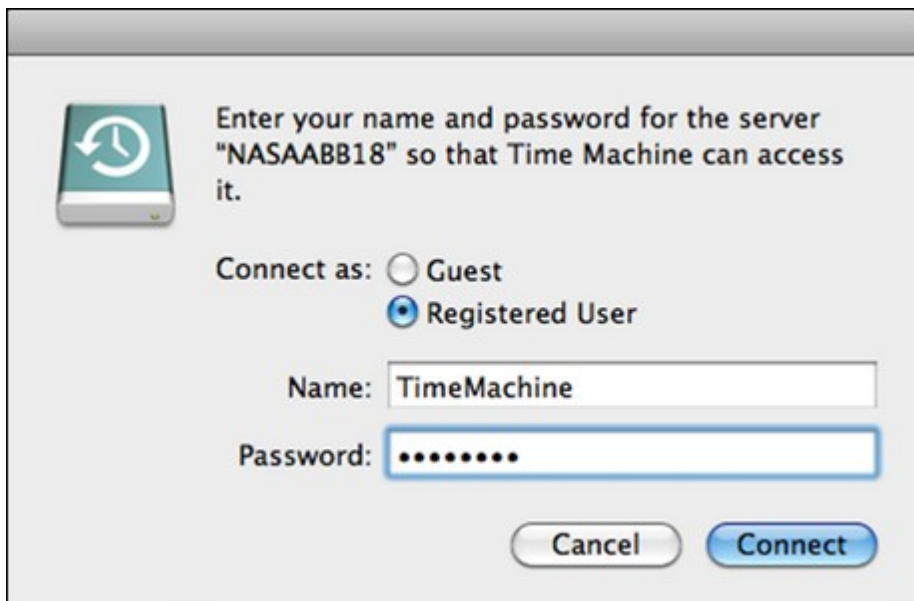 Enter your name and password for the server
“NASAABB18” so that Time Machine can access
it.
Connect as: Guest
Registered User
Name: TimeMachine
Password: ••••••••
Cancel Connect